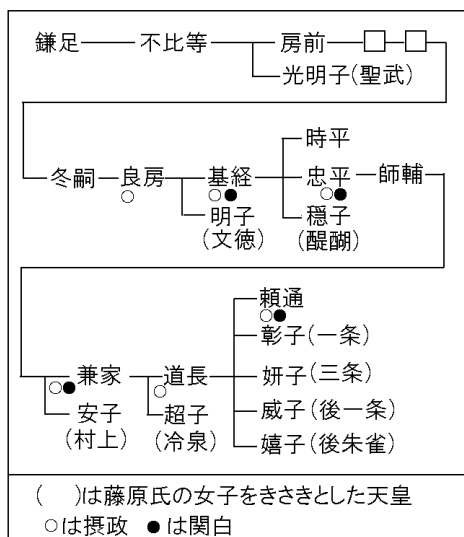 鎌足 不比等 房前 □ □
光明子(聖武)
時平
冬嗣 良房 基経 忠平 師輔
○ ○● ○●
明子 穏子
(文徳) (醍醐)
頼通
○●
彰子(一条)
兼家 道長 妍子(三条)
○● ○
安子 超子 威子(後一条)
(村上) (冷泉) 嬉子(後朱雀)
( )は藤原氏の女子をきさきとした天皇
○は摂政 ●は関白